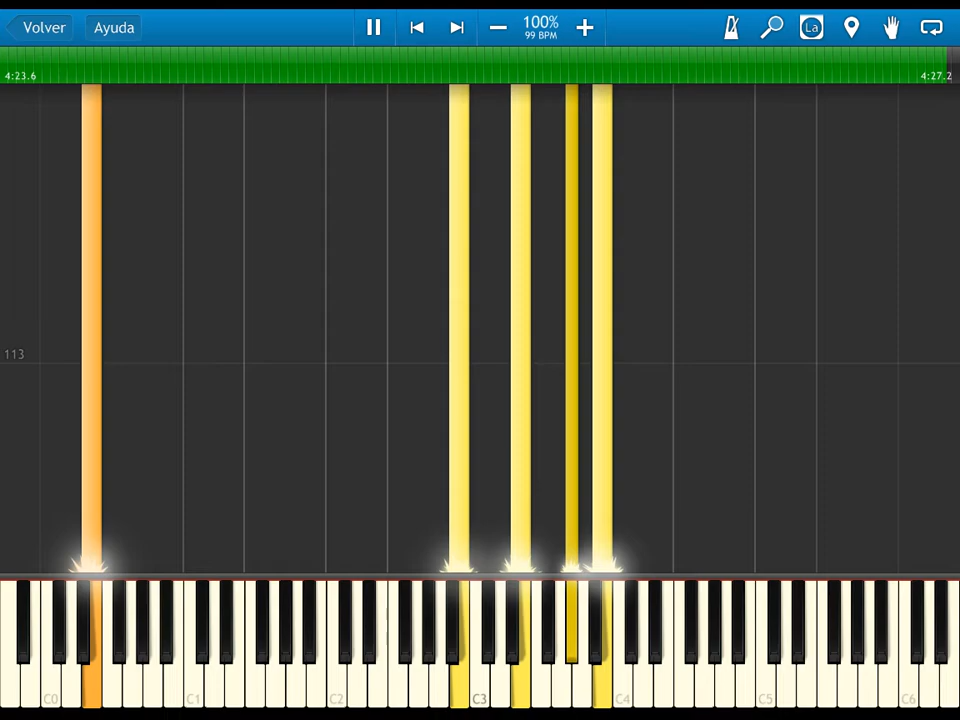 Volver
Ayuda
100%
99 BPM
La
4:23.6
4:27.2
113
C0
C1
C2
C3
C4
C5
C6